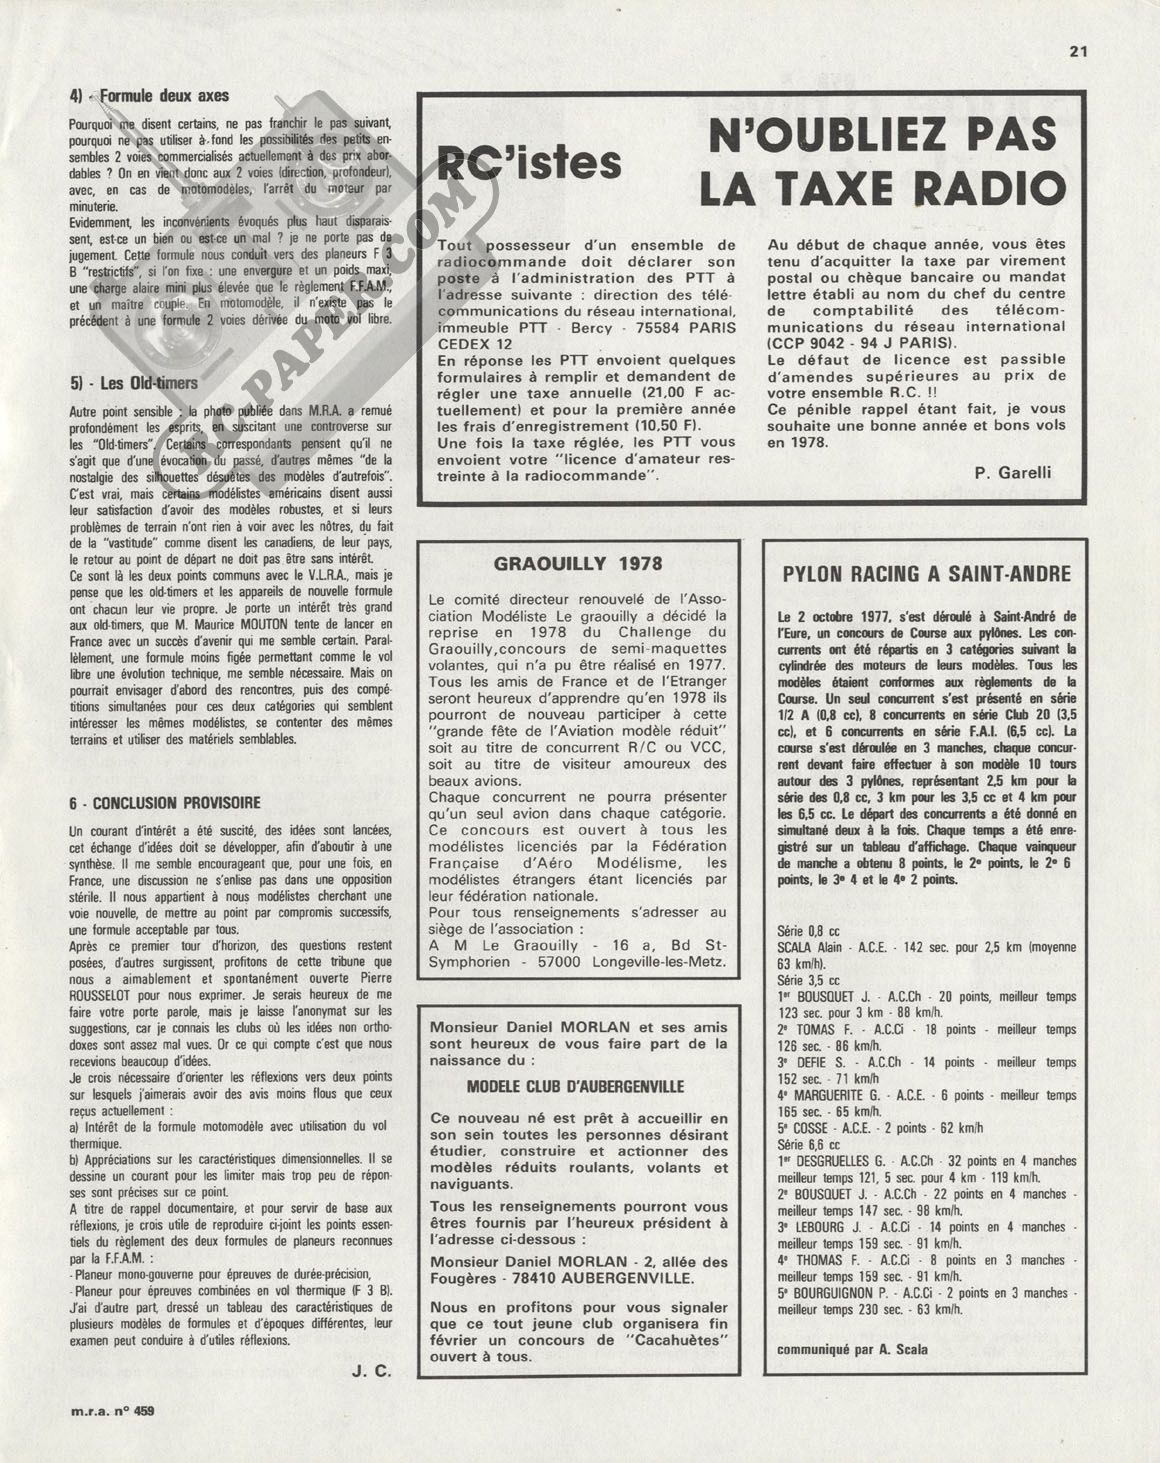 21
4) - Formule deux axes
Pourquoi me disent certains, ne pas franchir le pas suivant,
pourquoi ne pas utiliser à fond les possibilités des petits en-
sembles 2 voies commercialisés actuellement à des prix abor-
dables ? On en vient donc aux 2 voies (direction, profondeur),
avec, en cas de motomodèles, l'arrêt du moteur par
minuterie.
Evidemment, les inconvénients évoqués plus haut disparais-
sent, est-ce un bien ou est-ce un mal ? je ne porte pas de
jugement. Cette formule nous conduit vers des planeurs F 3
B "restrictifs", si l'on fixe : une envergure et un poids maxi,
une charge alaire mini plus élevée que le règlement F.F.A.M.,
et un maître couple. En motomodèle, il n'existe pas le
précédent à une formule 2 voies dérivée du moto vol libre.
5) - Les Old-timers
Autre point sensible : la photo publiée dans M.R.A. a remué
profondément les esprits, en suscitant une controverse sur
les "Old-timers". Certains correspondants pensent qu'il ne
s'agit que d'une évocation du passé, d'autres mêmes "de la
nostalgie des silhouettes désuètes des modèles d'autrefois".
C'est vrai, mais certains modélistes américains disent aussi
leur satisfaction d'avoir des modèles robustes, et si leurs
problèmes de terrain n'ont rien à voir avec les nôtres, du fait
de la "vastitude" comme disent les canadiens, de leur pays,
le retour au point de départ ne doit pas être sans intérêt.
Ce sont là les deux points communs avec le V.L.R.A., mais je
pense que les old-timers et les appareils de nouvelle formule
ont chacun leur vie propre. Je porte un intérêt très grand
aux old-timers, que M. Maurice MOUTON tente de lancer en
France avec un succès d'avenir qui me semble certain. Paral-
lèlement, une formule moins figée permettant comme le vol
libre une évolution technique, me semble nécessaire. Mais on
pourrait envisager d'abord des rencontres, puis des compé-
titions simultanées pour ces deux catégories qui semblent
intéresser les mêmes modélistes, se contenter des mêmes
terrains et utiliser des matériels semblables.
6 - CONCLUSION PROVISOIRE
Un courant d'intérêt a été suscité, des idées sont lancées,
cet échange d'idées doit se développer, afin d'aboutir à une
synthèse. Il me semble encourageant que, pour une fois, en
France, une discussion ne s'enlise pas dans une opposition
stérile. Il nous appartient à nous modélistes cherchant une
voie nouvelle, de mettre au point par compromis successifs,
une formule acceptable par tous.
Après ce premier tour d'horizon, des questions restent
posées, d'autres surgissent, profitons de cette tribune que
nous a aimablement et spontanément ouverte Pierre
ROUSSELOT pour nous exprimer. Je serais heureux de me
faire votre porte parole, mais je laisse l'anonymat sur les
suggestions, car je connais les clubs où les idées non ortho-
doxes sont assez mal vues. Or ce qui compte c'est que nous
recevions beaucoup d'idées.
Je crois nécessaire d'orienter les réflexions vers deux points
sur lesquels j'aimerais avoir des avis moins flous que ceux
reçus actuellement :
a) Intérêt de la formule motomodèle avec utilisation du vol
thermique.
b) Appréciations sur les caractéristiques dimensionnelles. Il se
dessine un courant pour les limiter mais trop peu de répon-
ses sont précises sur ce point.
A titre de rappel documentaire, et pour servir de base aux
réflexions, je crois utile de reproduire ci-joint les points essen-
tiels du règlement des deux formules de planeurs reconnues
par la F.F.A.M. :
- Planeur mono-gouverne pour épreuves de durée-précision,
- Planeur pour épreuves combinées en vol thermique (F 3 B).
J'ai d'autre part, dressé un tableau des caractéristiques de
plusieurs modèles de formules et d'époques différentes, leur
examen peut conduire à d'utiles réflexions.
J. C.
m.r.a. n° 459
RC'istes
N'OUBLIEZ PAS
LA TAXE RADIO
Tout possesseur d'un ensemble de
radiocommande doit déclarer son
poste à l'administration des PTT à
l'adresse suivante : direction des télé-
communications du réseau international,
immeuble PTT - Bercy - 75584 PARIS
CEDEX 12
En réponse les PTT envoient quelques
formulaires à remplir et demandent de
régler une taxe annuelle (21,00 F ac-
tuellement) et pour la première année
les frais d'enregistrement (10,50 F).
Une fois la taxe réglée, les PTT vous
envoient votre "licence d'amateur res-
treinte à la radiocommande".
Au début de chaque année, vous êtes
tenu d'acquitter la taxe par virement
postal ou chèque bancaire ou mandat
lettre établi au nom du chef du centre
de comptabilité des télécom-
munications du réseau international
(CCP 9042 - 94 J PARIS).
Le défaut de licence est passible
d'amendes supérieures au prix de
votre ensemble R.C. !!
Ce pénible rappel étant fait, je vous
souhaite une bonne année et bons vols
en 1978.
P. Garelli
GRAOUILLY 1978
Le comité directeur renouvelé de l'Asso-
ciation Modéliste Le graouilly a décidé la
reprise en 1978 du Challenge du
Graouilly,concours de semi-maquettes
volantes, qui n'a pu être réalisé en 1977.
Tous les amis de France et de l'Etranger
seront heureux d'apprendre qu'en 1978 ils
pourront de nouveau participer à cette
"grande fête de l'Aviation modèle réduit"
soit au titre de concurrent R/C ou VCC,
soit au titre de visiteur amoureux des
beaux avions.
Chaque concurrent ne pourra présenter
qu'un seul avion dans chaque catégorie.
Ce concours est ouvert à tous les
modélistes licenciés par la Fédération
Française d'Aéro Modélisme, les
modélistes étrangers étant licenciés par
leur fédération nationale.
Pour tous renseignements s'adresser au
siège de l'association :
A M Le Graouilly - 16 a, Bd St-
Symphorien - 57000 Longeville-les-Metz.
Monsieur Daniel MORLAN et ses amis
sont heureux de vous faire part de la
naissance du :
MODELE CLUB D'AUBERGENVILLE
Ce nouveau né est prêt à accueillir en
son sein toutes les personnes désirant
étudier, construire et actionner des
modèles réduits roulants, volants et
naviguants.
Tous les renseignements pourront vous
êtres fournis par l'heureux président à
l'adresse ci-dessous :
Monsieur Daniel MORLAN - 2, allée des
Fougères - 78410 AUBERGENVILLE.
Nous en profitons pour vous signaler
que ce tout jeune club organisera fin
février un concours de "Cacahuètes"
ouvert à tous.
PYLON RACING A SAINT-ANDRE
Le 2 octobre 1977, s'est déroulé à Saint-André de
l'Eure, un concours de Course aux pylônes. Les con-
currents ont été répartis en 3 catégories suivant la
cylindrée des moteurs de leurs modèles. Tous les
modèles étaient conformes aux règlements de la
Course. Un seul concurrent s'est présenté en série
1/2 A (0,8 cc), 8 concurrents en série Club 20 (3,5
cc), et 6 concurrents en série F.A.I. (6,5 cc). La
course s'est déroulée en 3 manches, chaque concur-
rent devant faire effectuer à son modèle 10 tours
autour des 3 pylônes, représentant 2,5 km pour la
série des 0,8 cc, 3 km pour les 3,5 cc et 4 km pour
les 6,5 cc. Le départ des concurrents a été donné en
simultané deux à la fois. Chaque temps a été enre-
gistré sur un tableau d'affichage. Chaque vainqueur
de manche a obtenu 8 points, le 2e points, le 2e 6
points, le 3e 4 et le 4e 2 points.
Série 0,8 cc
SCALA Alain - A.C.E. - 142 sec. pour 2,5 km (moyenne
63 km/h).
Série 3,5 cc
1er BOUSQUET J. - A.C.Ch - 20 points, meilleur temps
123 sec. pour 3 km - 88 km/h.
2e TOMAS F. - A.C.Ci - 18 points - meilleur temps
126 sec. - 86 km/h.
3e DEFIE S. - A.C.Ch - 14 points - meilleur temps
152 sec. - 71 km/h
4e MARGUERITE G. - A.C.E. - 6 points - meilleur temps
165 sec. - 65 km/h.
5e COSSE - A.C.E. - 2 points - 62 km/h
Série 6,6 cc
1er DESGRUELLES G. - A.C.Ch - 32 points en 4 manches
meilleur temps 121, 5 sec. pour 4 km - 119 km/h.
2e BOUSQUET J. - A.C.Ch - 22 points en 4 manches -
meilleur temps 147 sec. - 98 km/h.
3e LEBOURG J. - A.C.Ci - 14 points en 4 manches -
meilleur temps 159 sec. - 91 km/h.
4e THOMAS F. - A.C.Ci - 8 points en 3 manches -
meilleur temps 159 sec. - 91 km/h.
5e BOURGUIGNON P. - A.C.Ci - 2 points en 3 manches -
meilleur temps 230 sec. - 63 km/h.
communiqué par A. Scala
RC-PAPER.COM